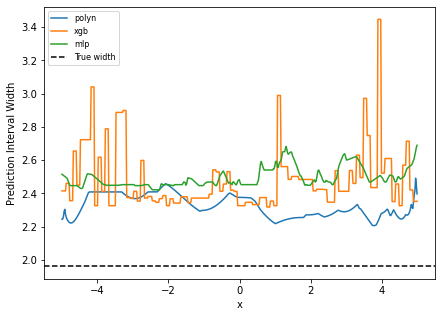 polyn
xgb
mlp
True width
Prediction Interval Width
3.4
3.2
3.0
2.8
2.6
2.4
2.2
2.0
−4
−2
0
2
4
x